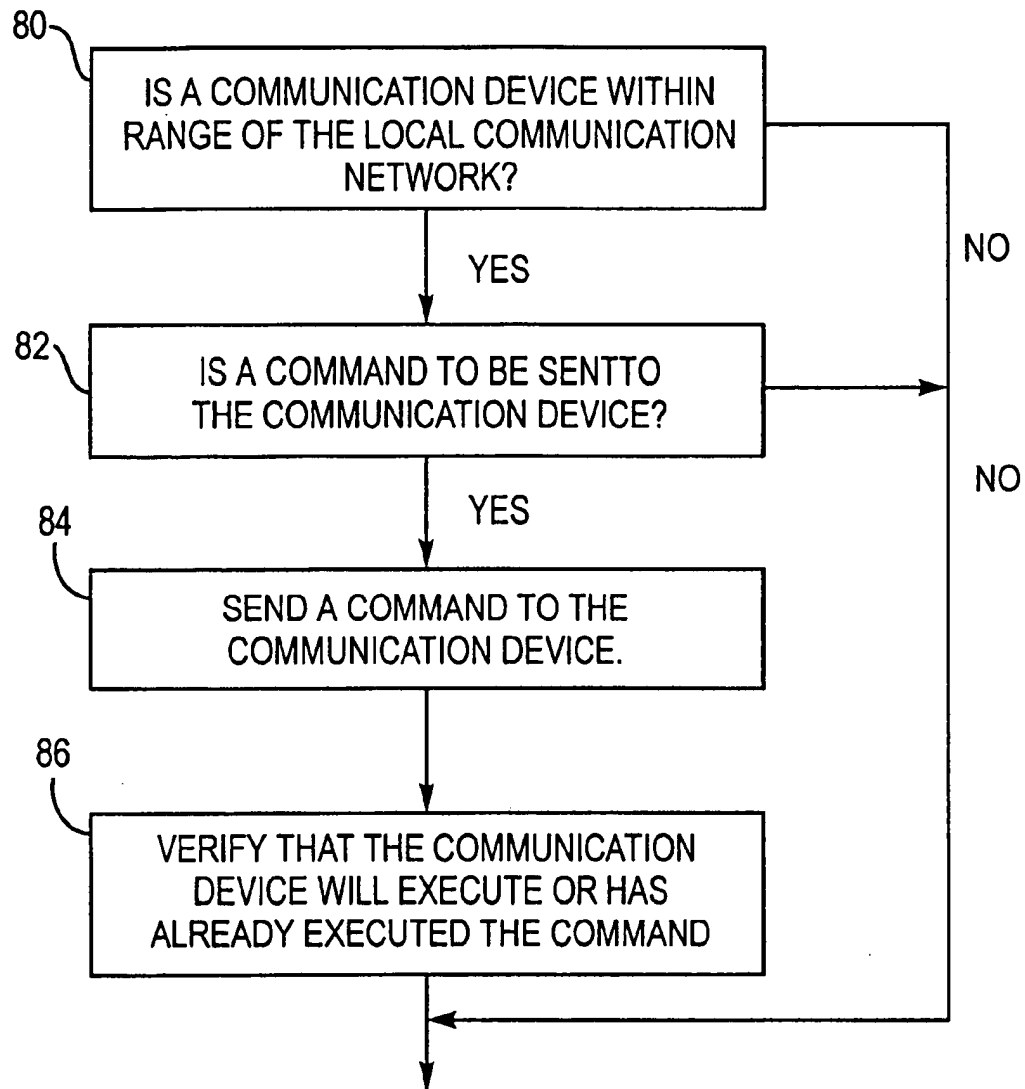 80
IS A COMMUNICATION DEVICE WITHIN
RANGE OF THE LOCAL COMMUNICATION
NETWORK?
NO
YES
82
IS A COMMAND TO BE SENTTO
THE COMMUNICATION DEVICE?
NO
YES
84
SEND A COMMAND TO THE
COMMUNICATION DEVICE.
86
VERIFY THAT THE COMMUNICATION
DEVICE WILL EXECUTE OR HAS
ALREADY EXECUTED THE COMMAND